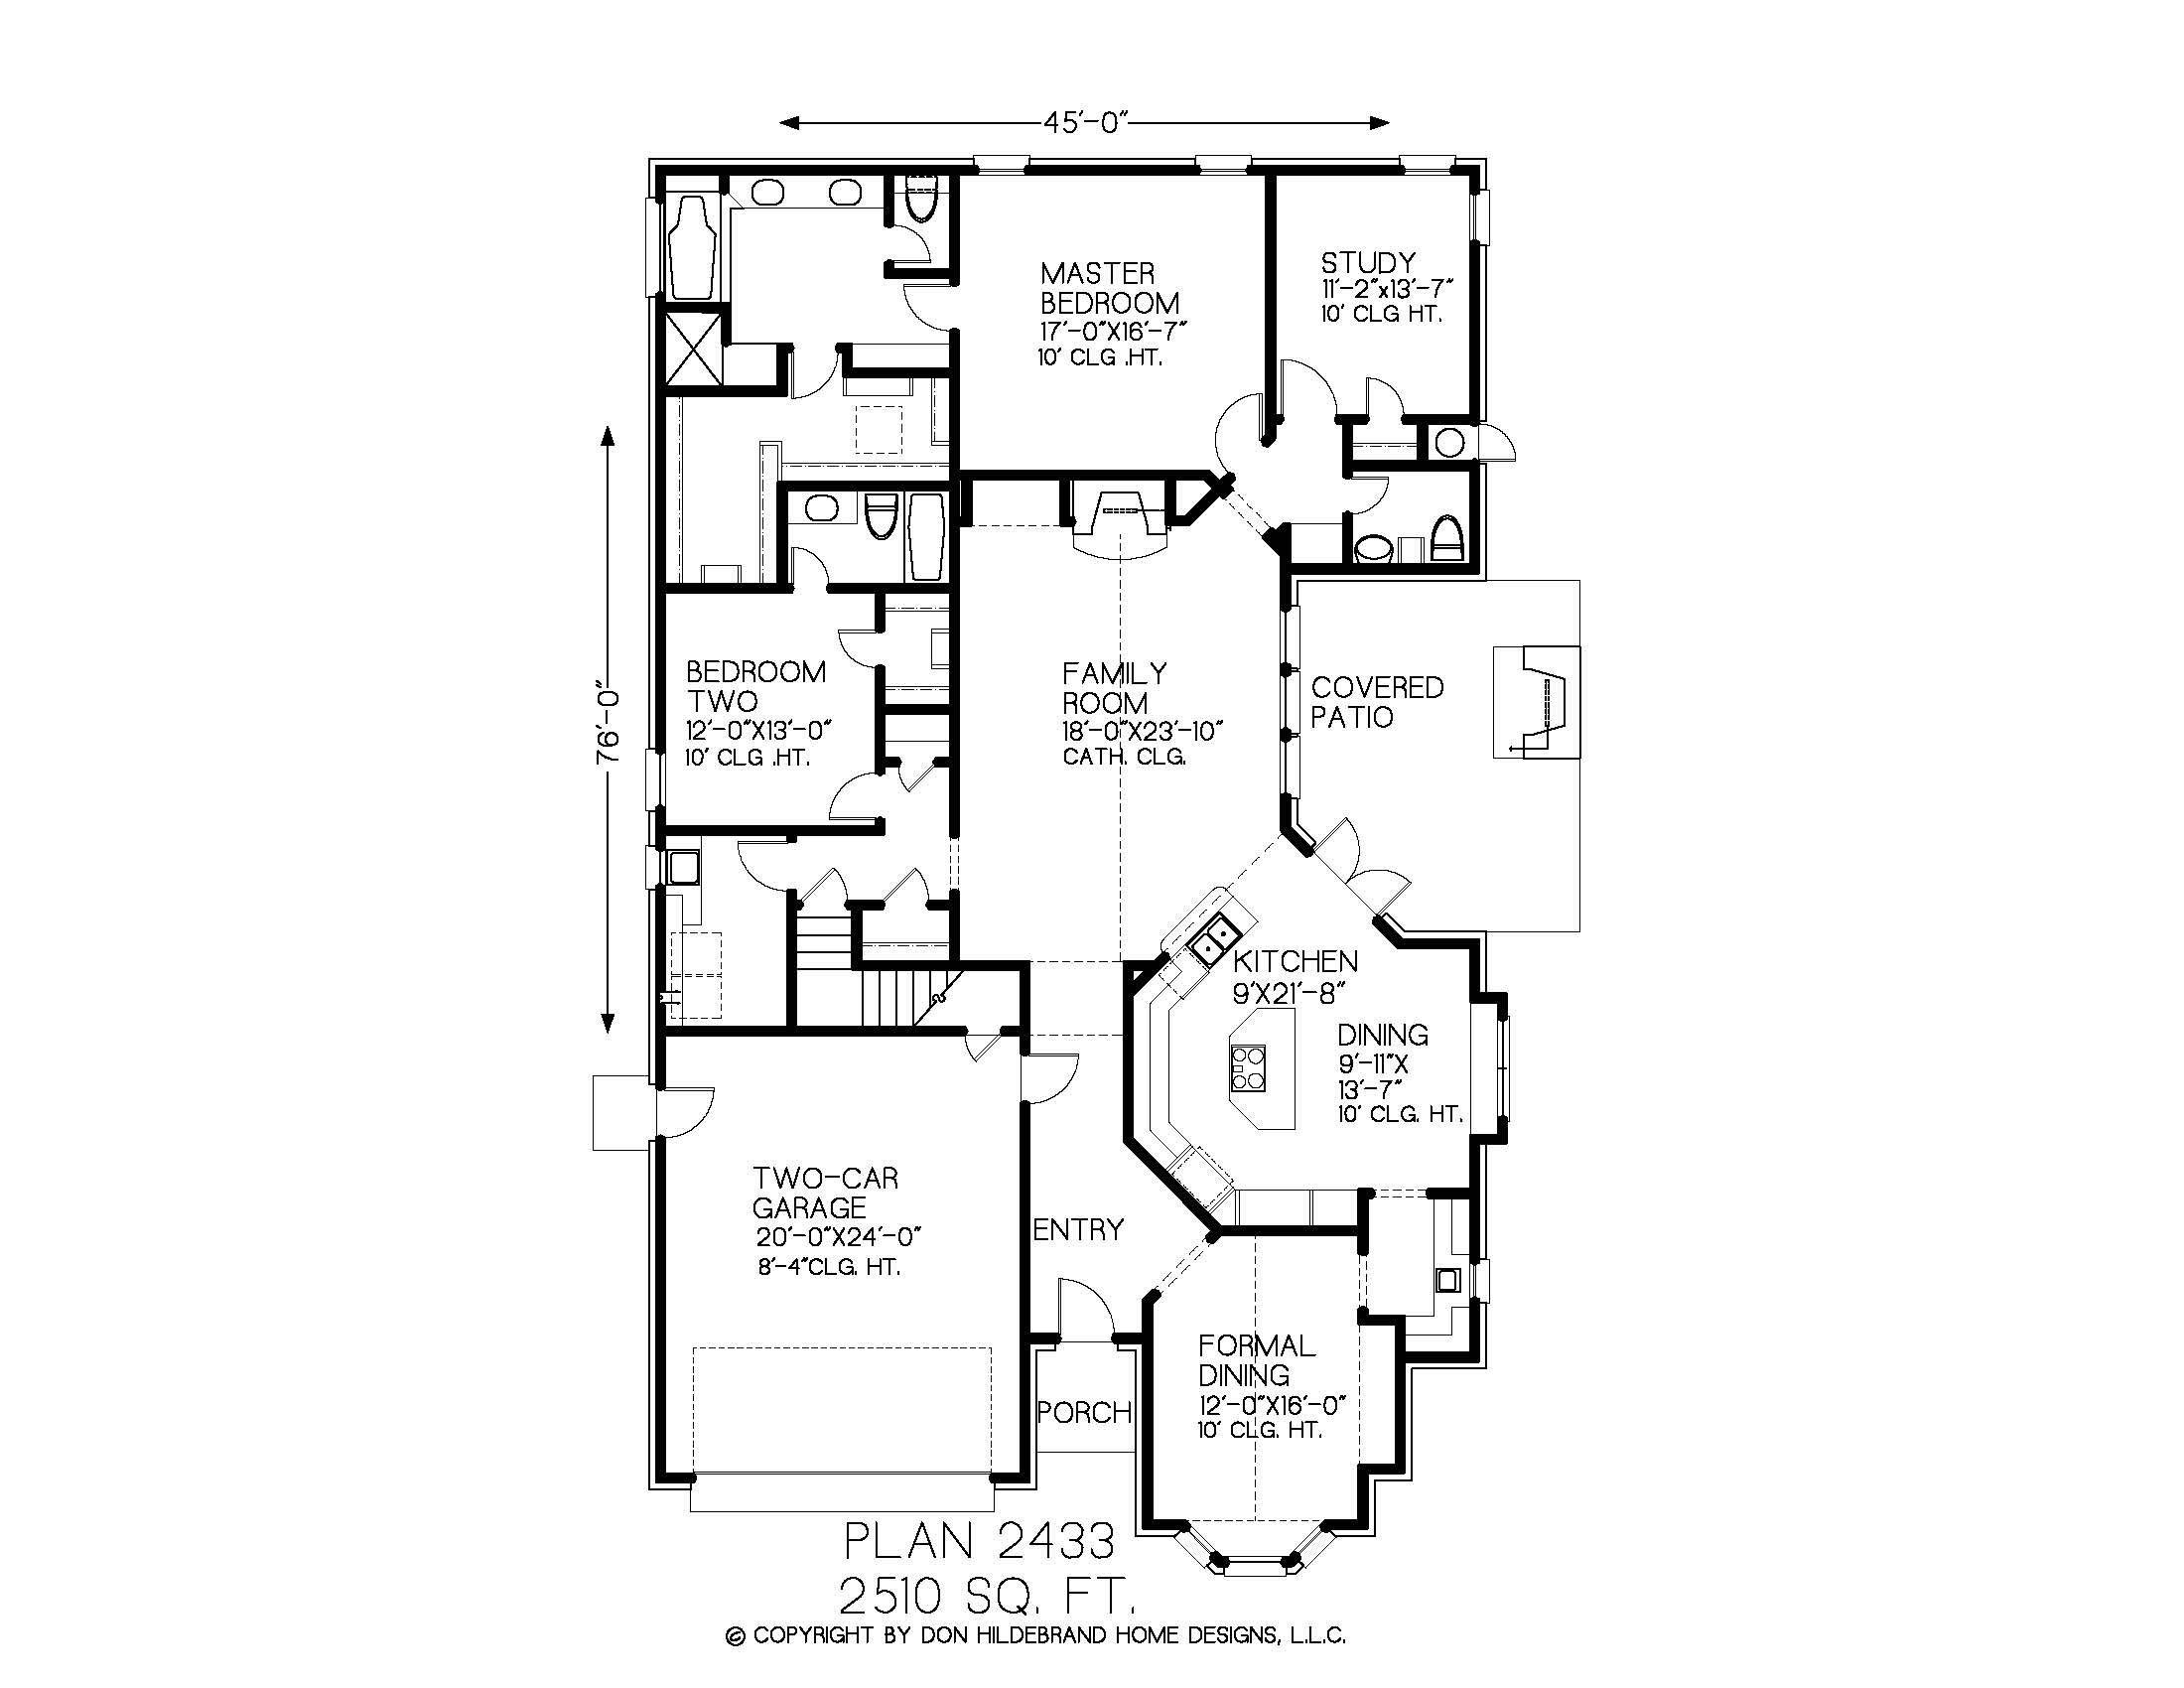 45'-0"
MASTER
BEDROOM
17'-0"X16'-7"
10' CLG .HT.
STUDY
11'-2"x13'-7"
10' CLG HT.
76'-0"
BEDROOM
TWO
12'-0"X13'-0"
10' CLG .HT.
FAMILY
ROOM
18'-0"X23'-10"
CATH. CLG.
COVERED
PATIO
KITCHEN
9'X21'-8"
DINING
9'-11"X
13'-7"
10' CLG. HT.
TWO-CAR
GARAGE
20'-0"X24'-0"
8'-4"CLG. HT.
ENTRY
FORMAL
DINING
12'-0"X16'-0"
10' CLG. HT.
PORCH
PLAN 2433
2510 SQ. FT.
© COPYRIGHT BY DON HILDEBRAND HOME DESIGNS, L.L.C.